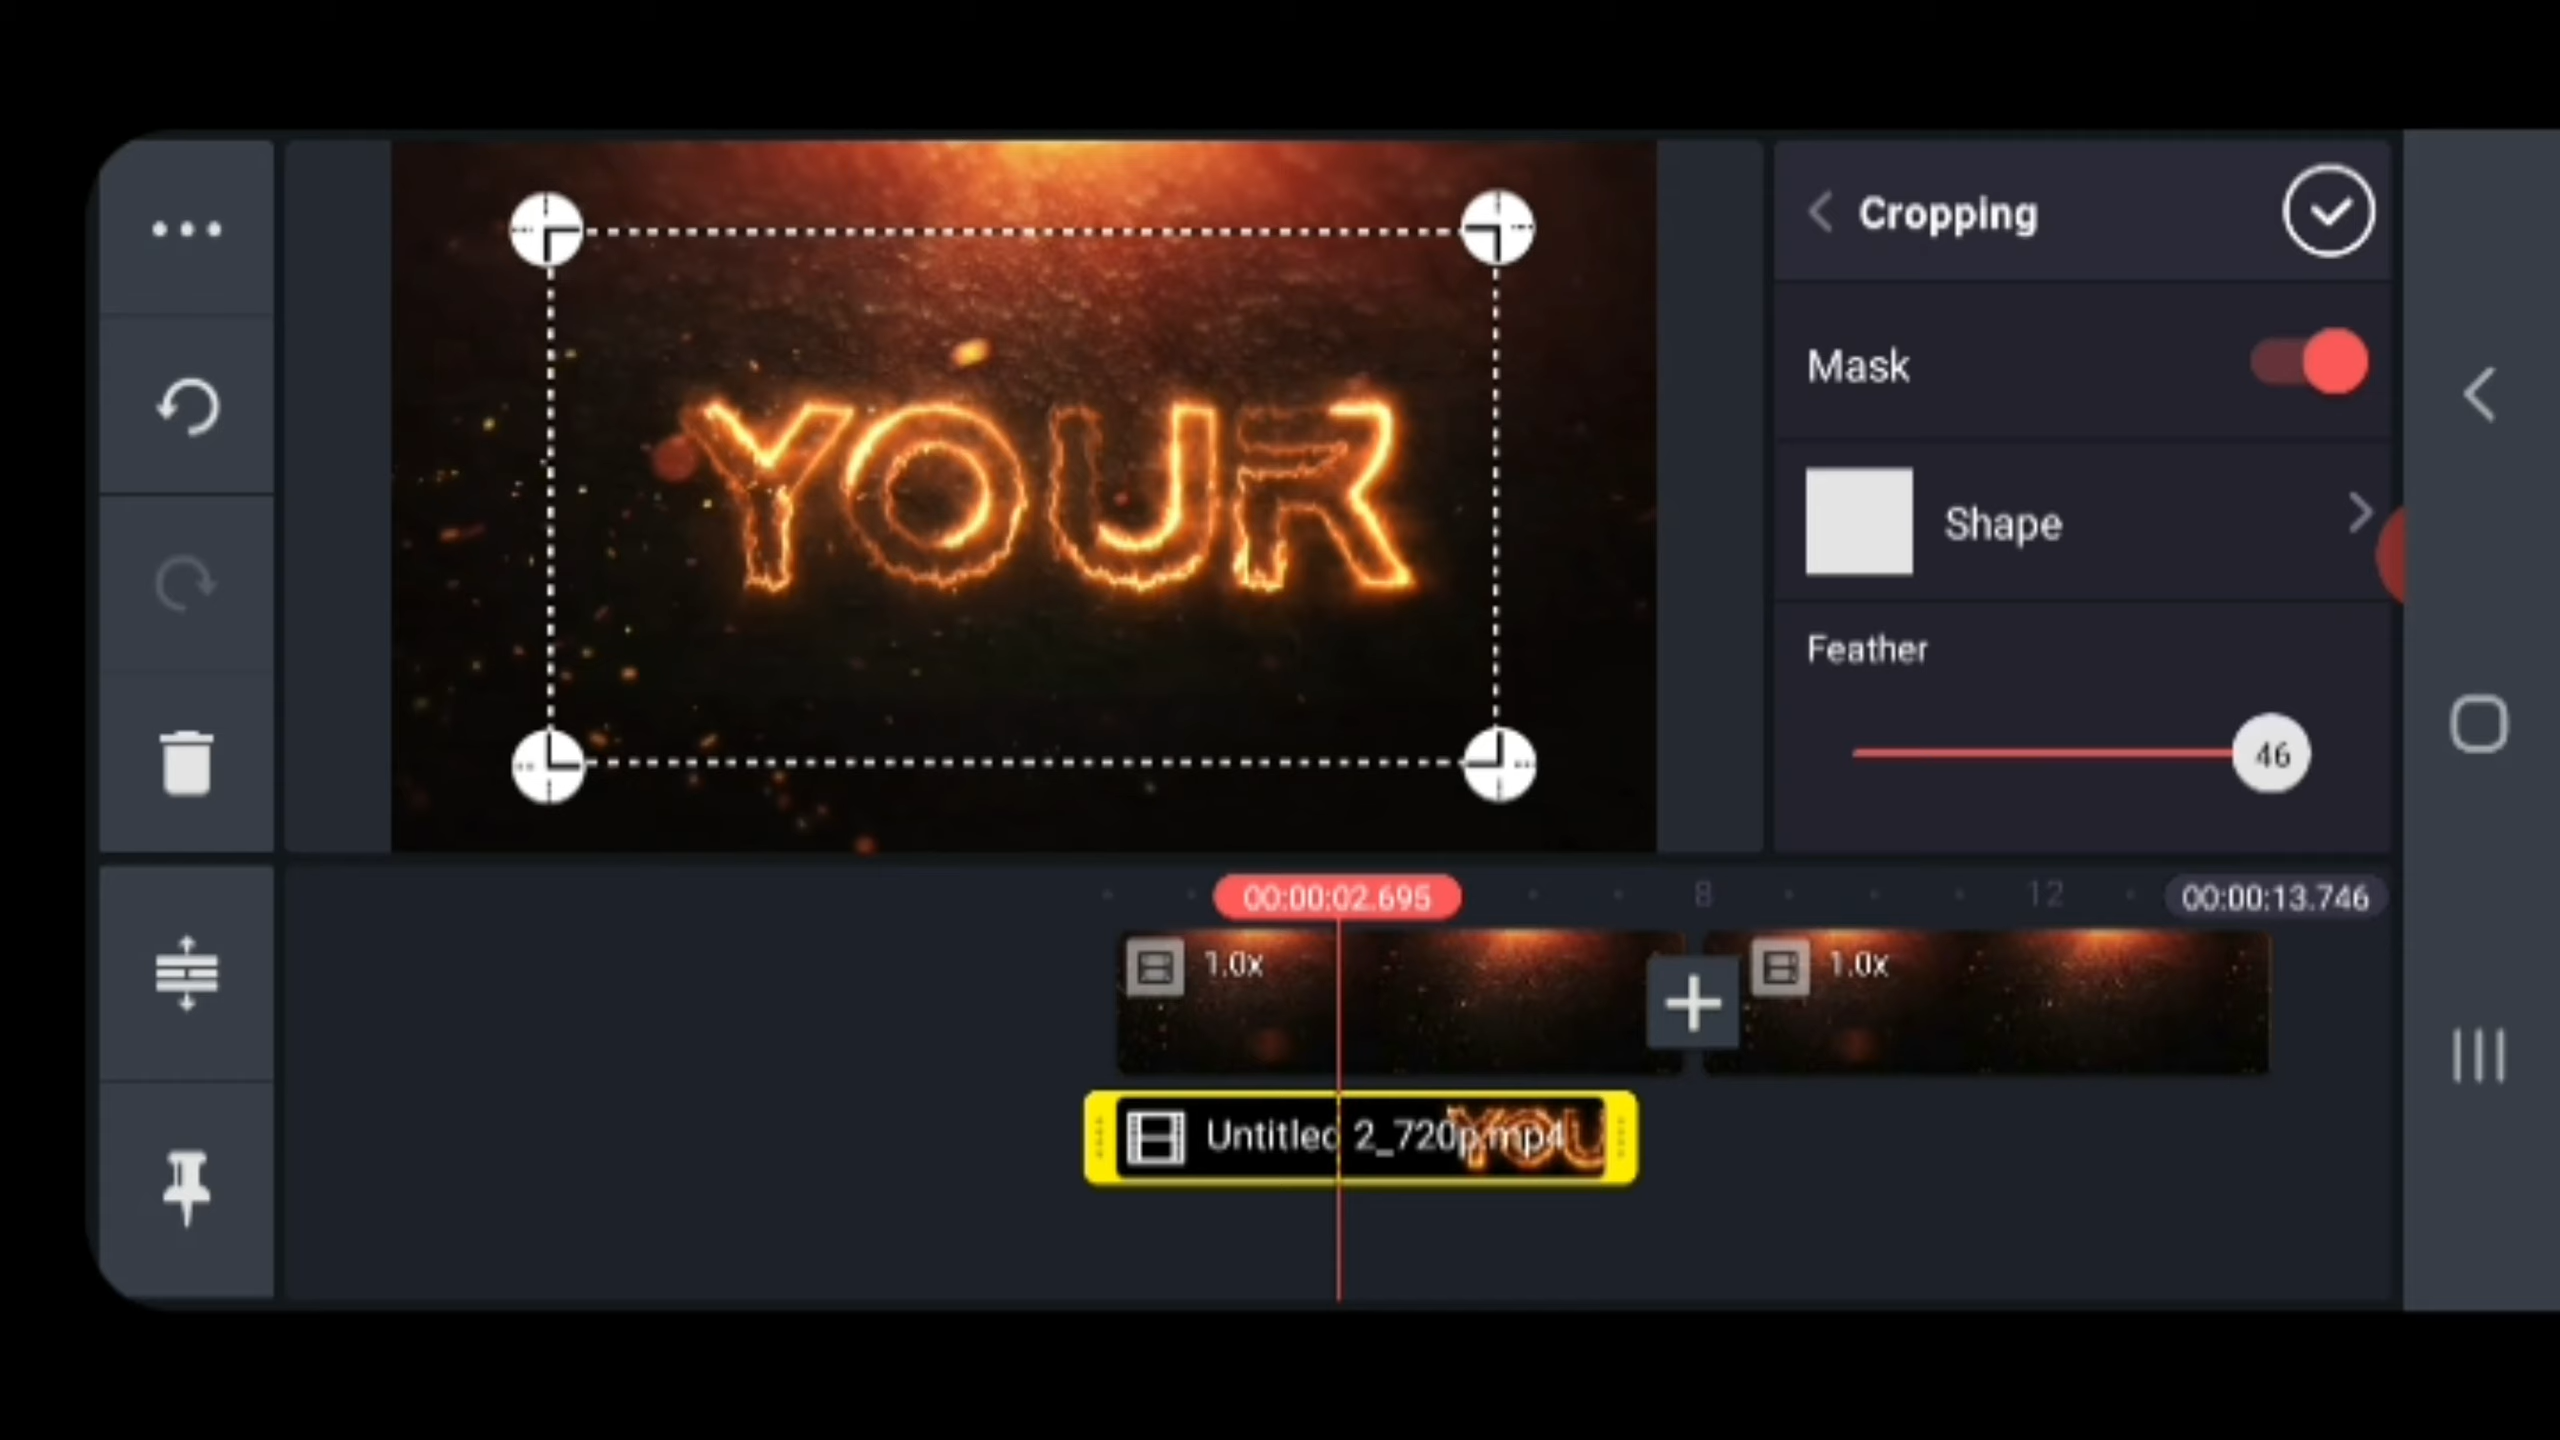 Cropping
Mask
YOUR
Shape
Feather
46
00:00:02.695
8
12
00:00:13.746
1.0x
1.0x
Untitled 2_720p.mp4
YOU